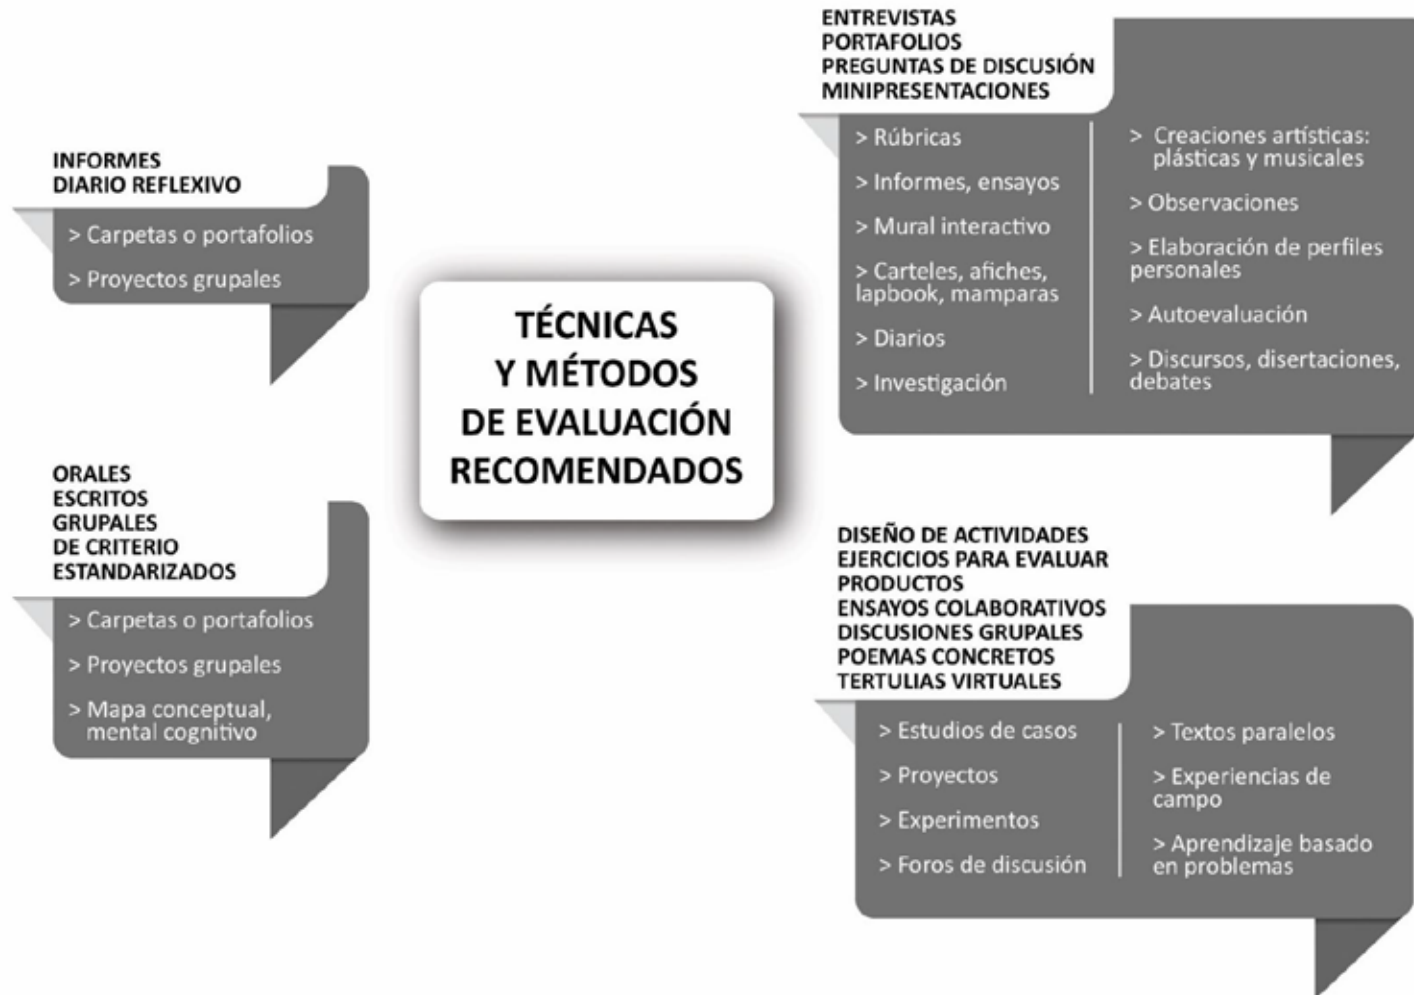 INFORMES
DIARIO REFLEXIVO
> Carpetas o portafolios
> Proyectos grupales
ORALES
ESCRITOS
GRUPALES
DE CRITERIO
ESTANDARIZADOS
> Carpetas o portafolios
> Proyectos grupales
> Mapa conceptual,
mental cognitivo
TÉCNICAS
Y MÉTODOS
DE EVALUACIÓN
RECOMENDADOS
ENTREVISTAS
PORTAFOLIOS
PREGUNTAS DE DISCUSIÓN
MINIPRESENTACIONES
> Rúbricas
> Informes, ensayos
> Mural interactivo
> Carteles, afiches,
lapbook, mamparas
> Diarios
> Investigación
> Creaciones artísticas:
plásticas y musicales
> Observaciones
> Elaboración de perfiles
personales
> Autoevaluación
> Discursos, disertaciones,
debates
DISEÑO DE ACTIVIDADES
EJERCICIOS PARA EVALUAR
PRODUCTOS
ENSAYOS COLABORATIVOS
DISCUSIONES GRUPALES
POEMAS CONCRETOS
TERTULIAS VIRTUALES
> Estudios de casos
> Proyectos
> Experimentos
> Foros de discusión
> Textos paralelos
> Experiencias de
campo
> Aprendizaje basado
en problemas